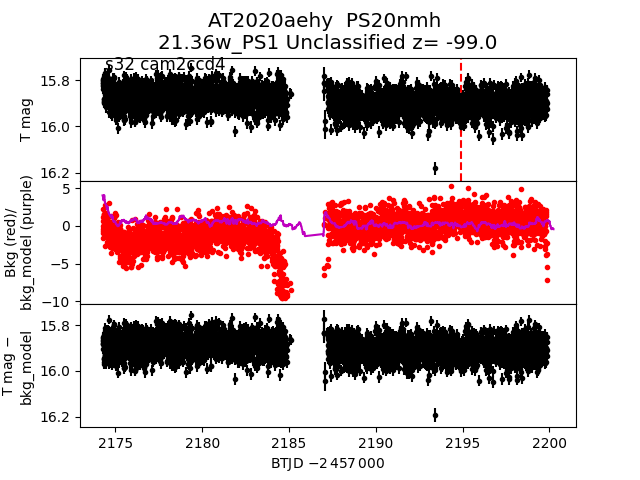 AT2020aehy PS20nmh
21.36w_PS1 Unclassified z= -99.0
s32 cam2ccd4
15.8
16.0
16.2
T mag
5
0
−5
−10
Bkg (red)/
bkg_model (purple)
15.8
16.0
16.2
T mag −
bkg_model
2175
2180
2185
2190
2195
2200
BTJD −2 457 000